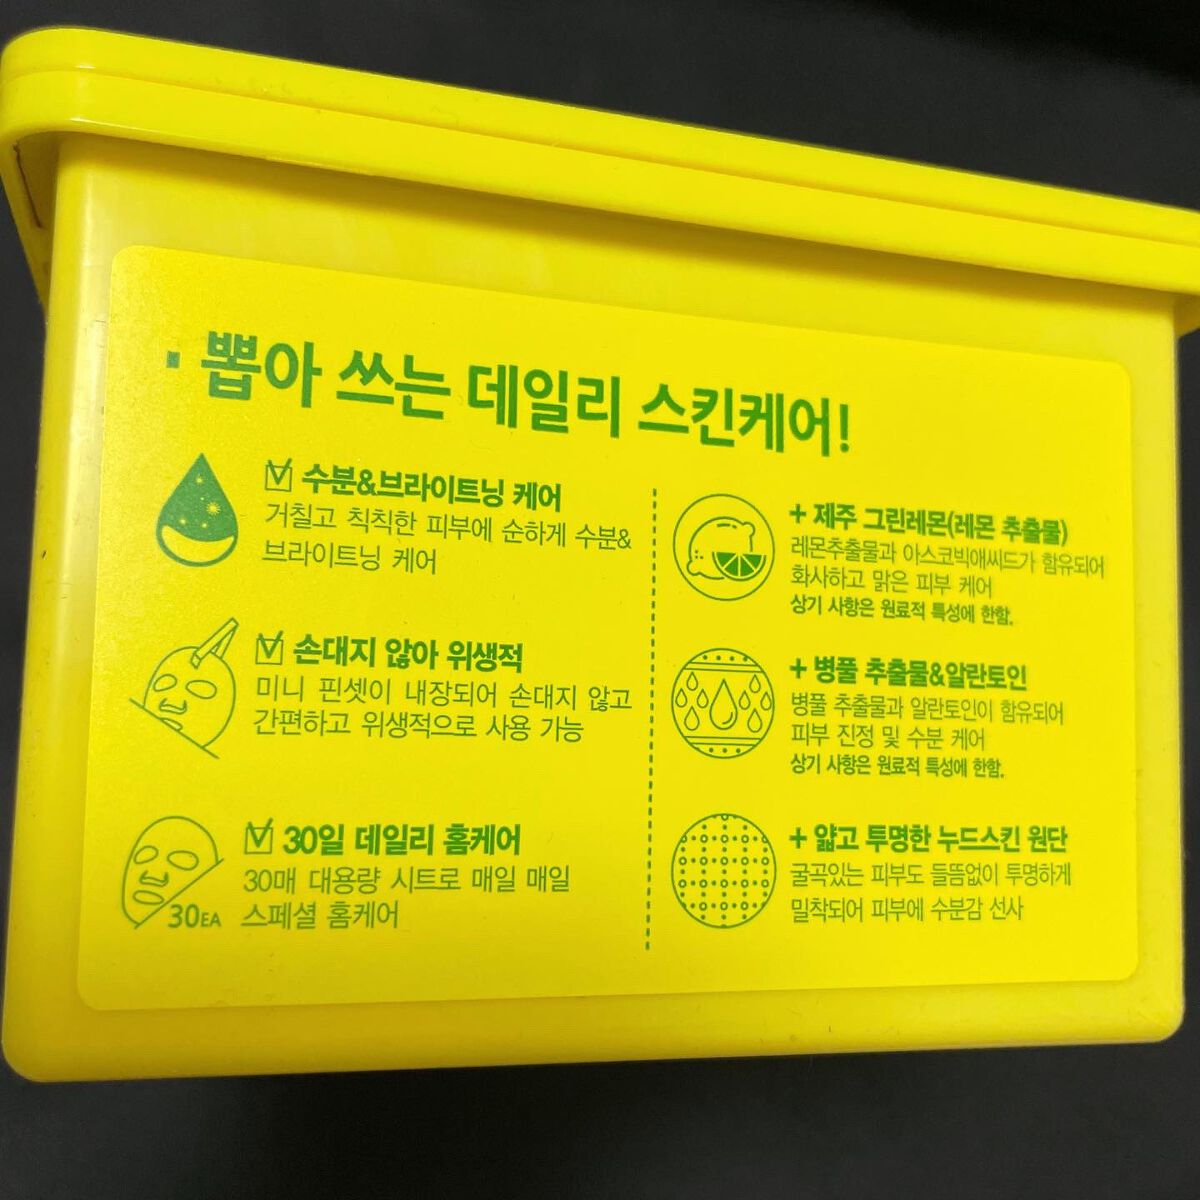 · 뽑아 쓰는 데일리 스킨케어!
수분&브라이트닝 케어
거칠고 칙칙한 피부에 순하게 수분&
브라이트닝 케어
손대지 않아 위생적
미니 핀셋이 내장되어 손대지 않고
간편하고 위생적으로 사용 가능
30일 데일리 홈케어
30매 대용량 시트로 매일 매일
스페셜 홈케어
30EA
+ 제주 그린레몬(레몬 추출물)
레몬추출물과 아스코빅애씨드가 함유되어
화사하고 맑은 피부 케어
상기 사항은 원료적 특성에 한함.
+ 병풀 추출물&알란토인
병풀 추출물과 알란토인이 함유되어
피부 진정 및 수분 케어
상기 사항은 원료적 특성에 한함.
+ 얇고 투명한 누드스킨 원단
굴곡있는 피부도 들뜸없이 투명하게
밀착되어 피부에 수분감 선사